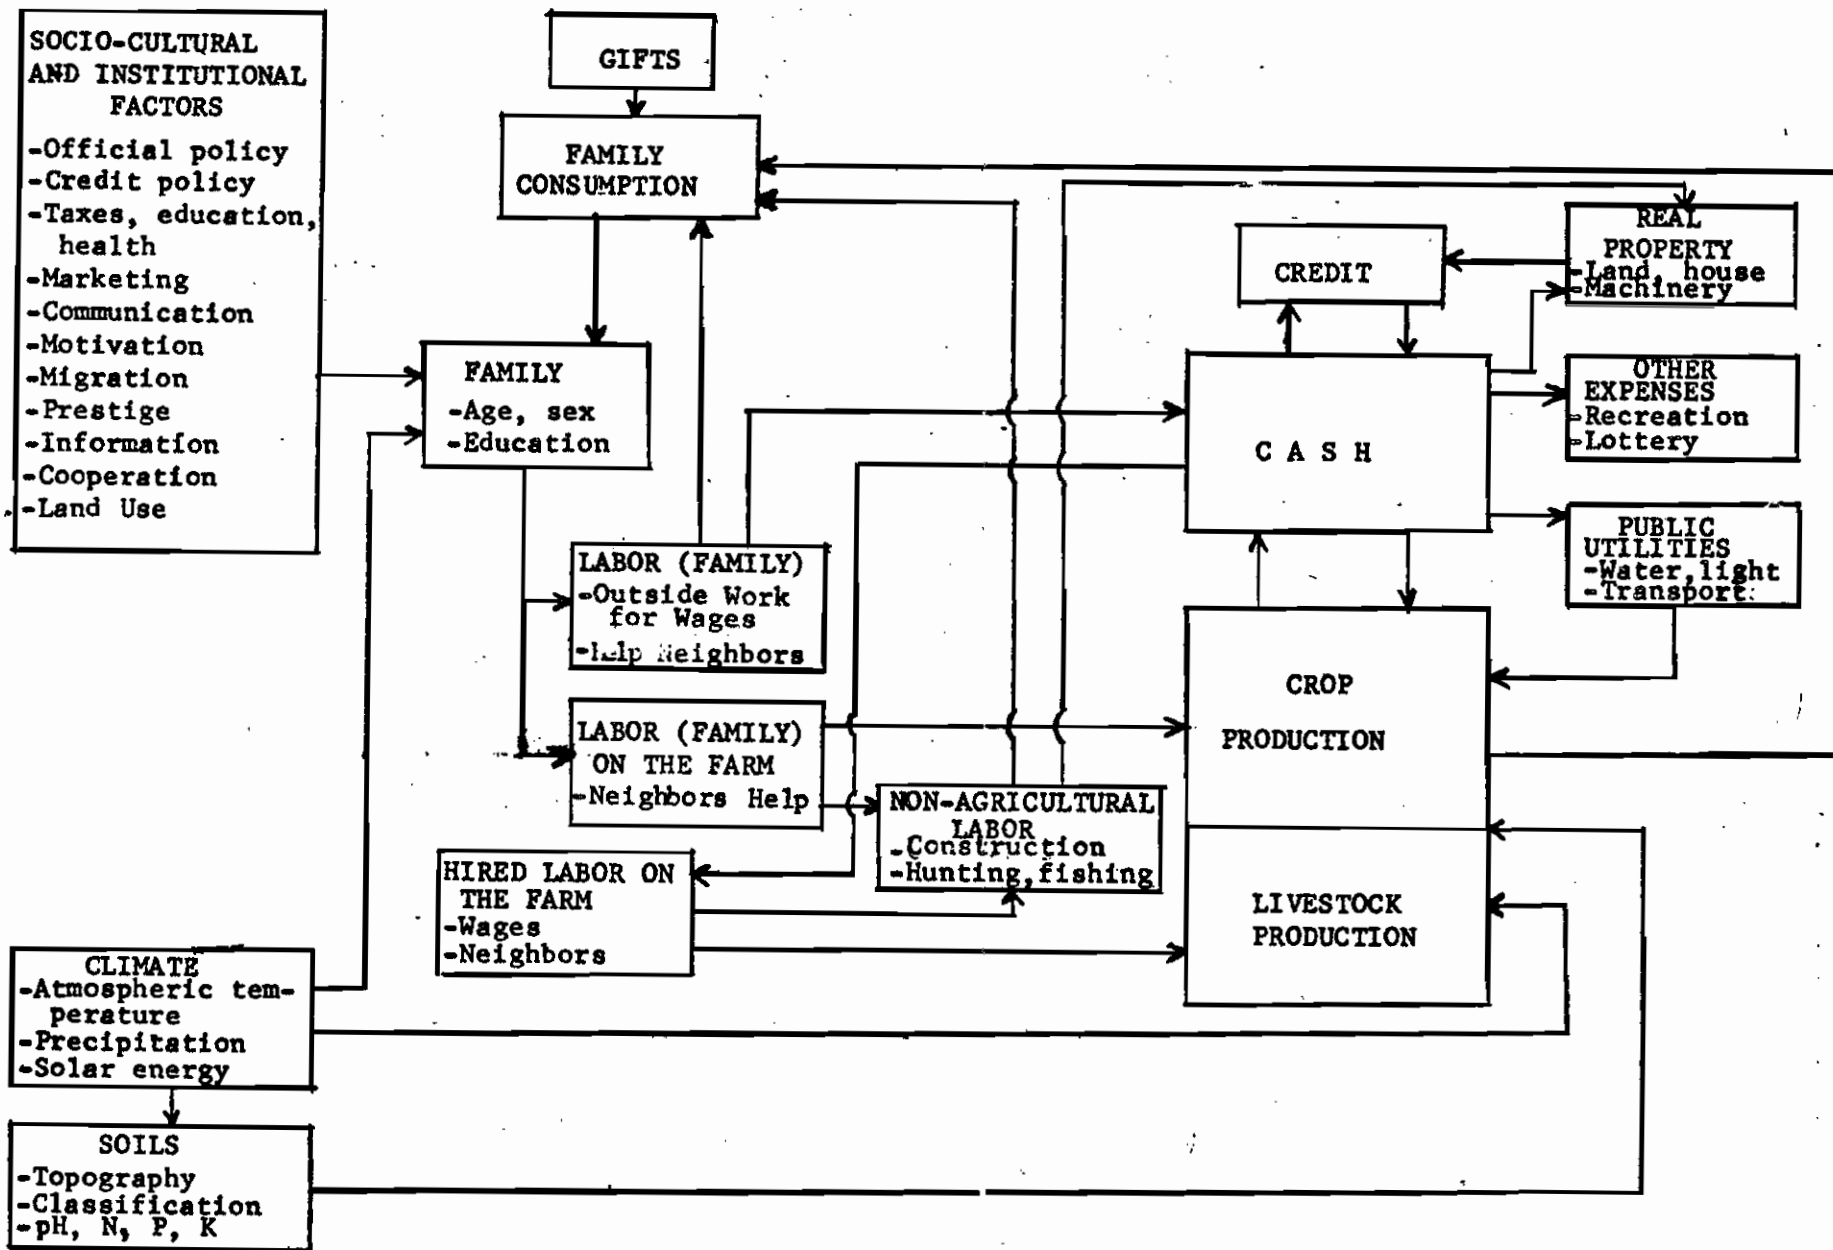 SOCIO-CULTURAL
AND INSTITUTIONAL
FACTORS
-Official policy
-Credit policy
-Taxes, education,
health
-Marketing
-Communication
-Motivation
-Migration
-Prestige
-Information
-Cooperation
-Land Use
GIFTS
FAMILY
CONSUMPTION
FAMILY
-Age, sex
-Education
LABOR (FAMILY)
-Outside Work
for Wages
-Help Neighbors
LABOR (FAMILY)
ON THE FARM
-Neighbors Help
HIRED LABOR ON
THE FARM
-Wages
-Neighbors
NON-AGRICULTURAL
LABOR
-Construction
-Hunting, fishing
CREDIT
C A S H
CROP
PRODUCTION
LIVESTOCK
PRODUCTION
REAL
PROPERTY
-Land, house
-Machinery
OTHER
EXPENSES
-Recreation
-Lottery
PUBLIC
UTILITIES
-Water, light
-Transport
CLIMATE
-Atmospheric tem-
perature
-Precipitation
-Solar energy
SOILS
-Topography
-Classification
-pH, N, P, K